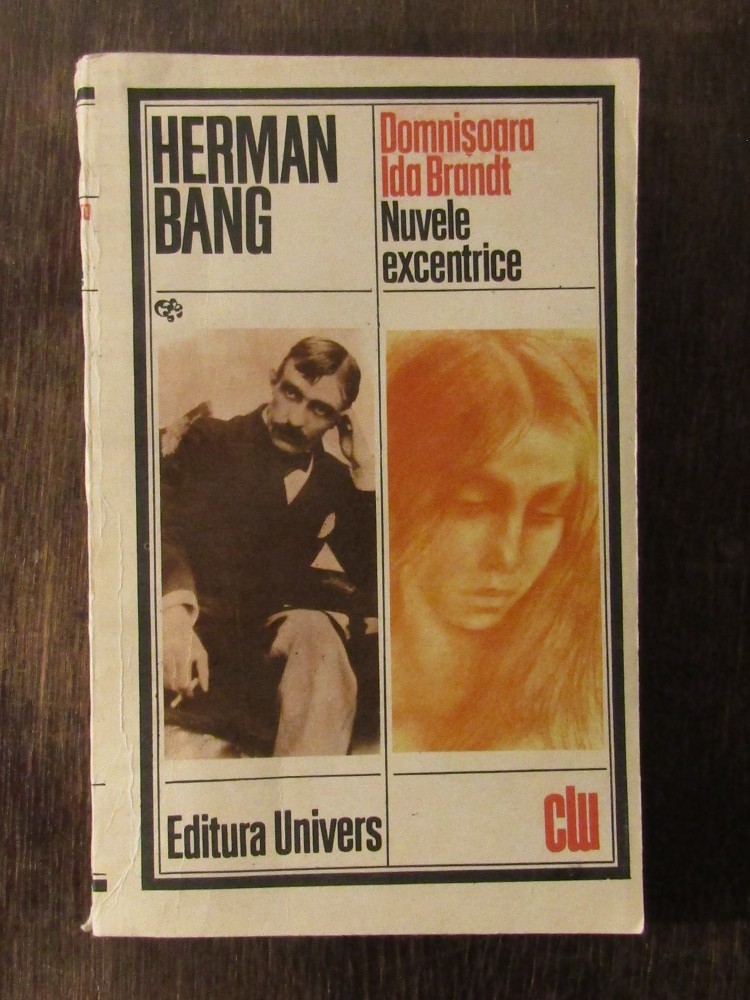 HERMAN
BANG
Domnișoara
Ida Brandt
Nuvele
excentrice
Editura Univers
clu